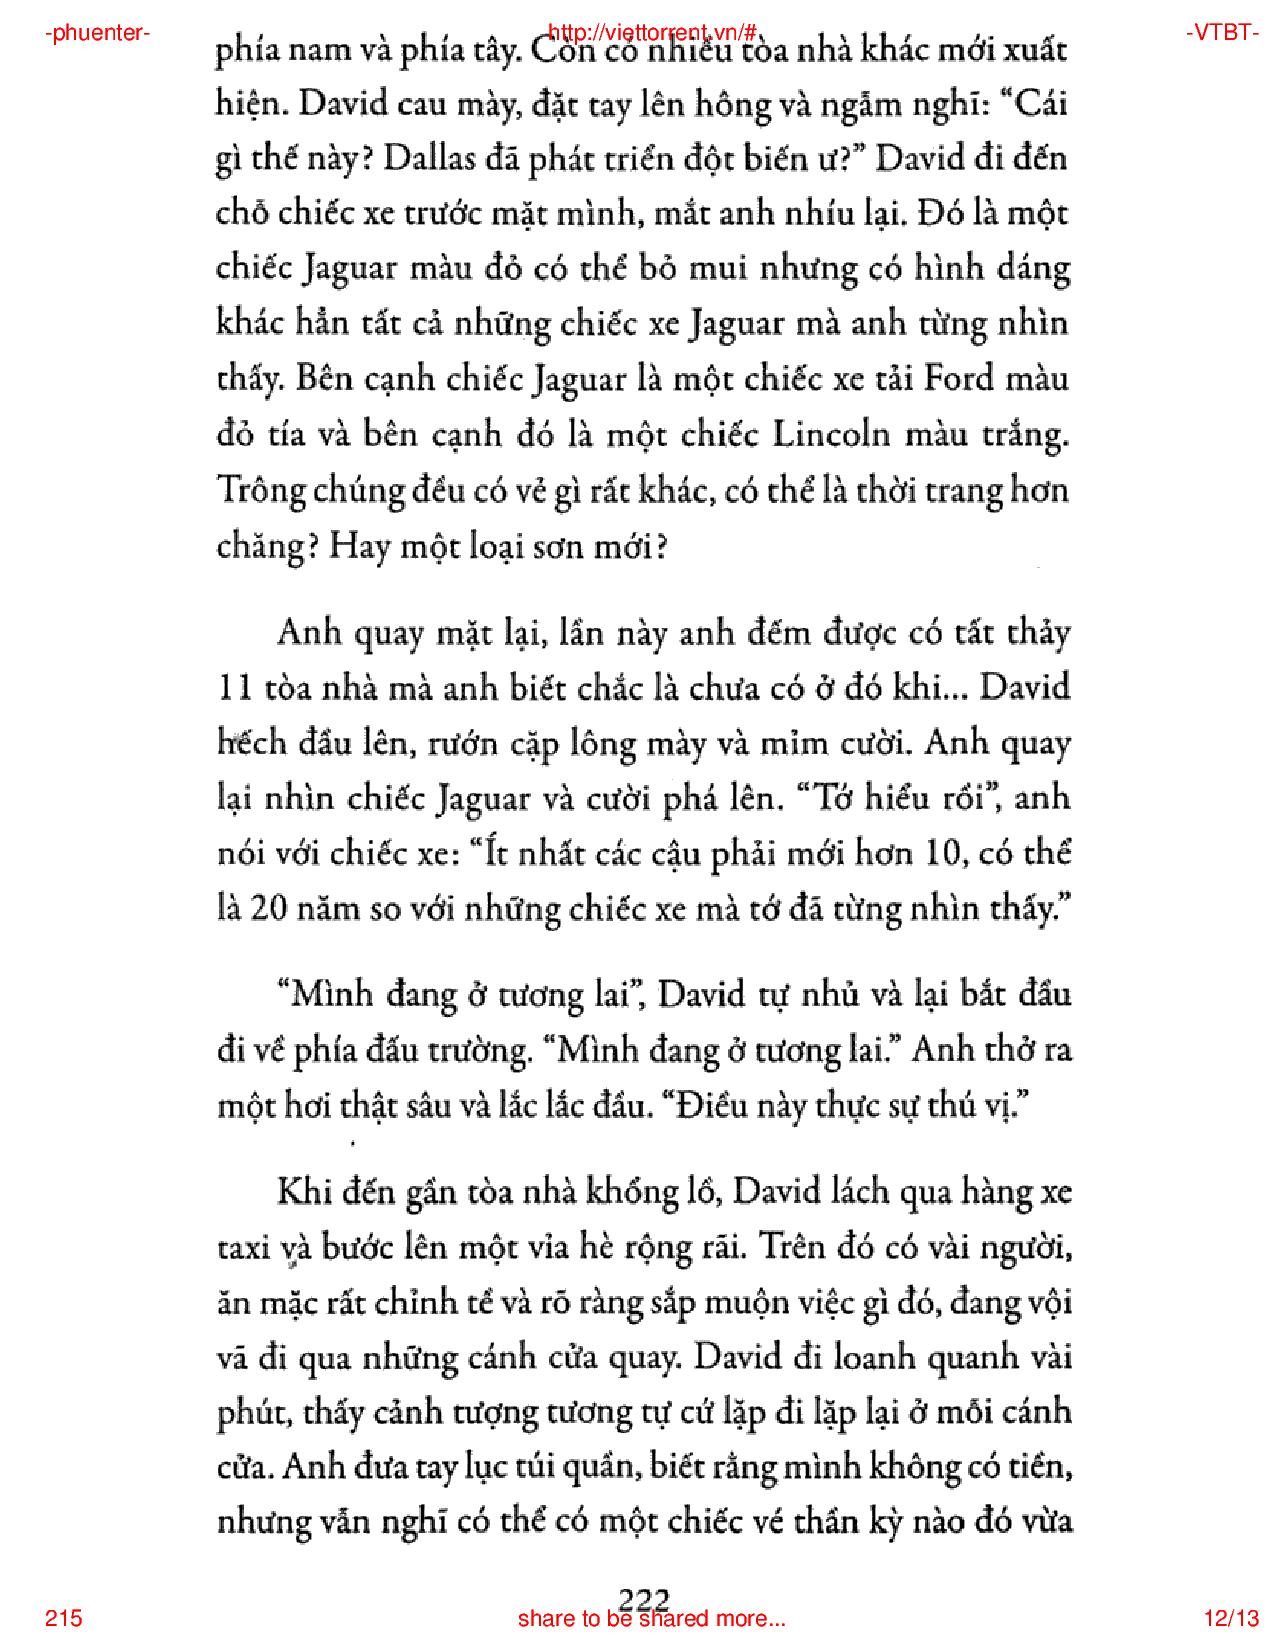 -phuenter- http://viettorrent.vn/# -VTBT-
phía nam và phía tây. Còn có nhiều tòa nhà khác mới xuất
hiện. David cau mày, đặt tay lên hông và ngẫm nghĩ: “Cái
gì thế này? Dallas đã phát triển đột biến ư?” David đi đến
chỗ chiếc xe trước mặt mình, mắt anh nhíu lại. Đó là một
chiếc Jaguar màu đỏ có thể bỏ mui nhưng có hình dáng
khác hẳn tất cả những chiếc xe Jaguar mà anh từng nhìn
thấy. Bên cạnh chiếc Jaguar là một chiếc xe tải Ford màu
đỏ tía và bên cạnh đó là một chiếc Lincoln màu trắng.
Trông chúng đều có vẻ gì rất khác, có thể là thời trang hơn
chăng? Hay một loại sơn mới?
Anh quay mặt lại, lần này anh đếm được có tất thảy
11 tòa nhà mà anh biết chắc là chưa có ở đó khi... David
hếch đầu lên, rướn cặp lông mày và mỉm cười. Anh quay
lại nhìn chiếc Jaguar và cười phá lên. “Tớ hiểu rồi”, anh
nói với chiếc xe: “Ít nhất các cậu phải mới hơn 10, có thể
là 20 năm so với những chiếc xe mà tớ đã từng nhìn thấy.”
“Mình đang ở tương lai”, David tự nhủ và lại bắt đầu
đi về phía đấu trường. “Mình đang ở tương lai.” Anh thở ra
một hơi thật sâu và lắc lắc đầu. “Điều này thực sự thú vị.”
Khi đến gần tòa nhà khổng lồ, David lách qua hàng xe
taxi và bước lên một vỉa hè rộng rãi. Trên đó có vài người,
ăn mặc rất chỉnh tề và rõ ràng sắp muộn việc gì đó, đang vội
vã đi qua những cánh cửa quay. David đi loanh quanh vài
phút, thấy cảnh tượng tương tự cứ lặp đi lặp lại ở mỗi cánh
cửa. Anh đưa tay lục túi quần, biết rằng mình không có tiền,
nhưng vẫn nghĩ có thể có một chiếc vé thần kỳ nào đó vừa
222
215 share to be shared more... 12/13